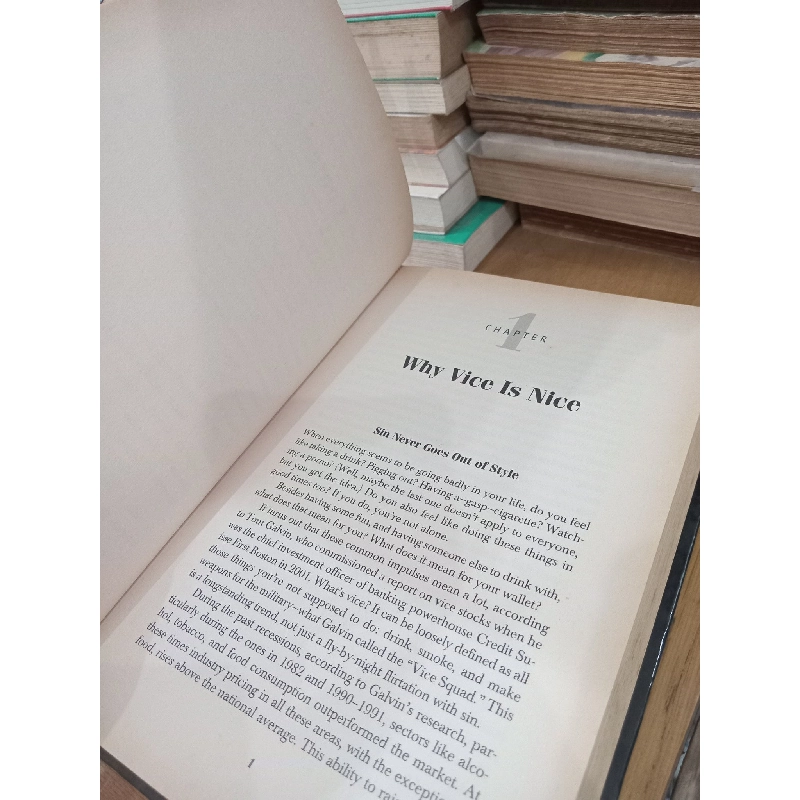 CHAPTER
1
Why Vice Is Nice
Sin Never Goes Out of Style
When everything seems to be going badly in your life, do you feel
like taking a drink? Pigging out? Having a–gasp–cigarette? Watch-
ing a porno? (Well, maybe the last one doesn't apply to everyone,
but you get the idea.) Do you also feel like doing these things in
good times, too? If you do, you're not alone.
Besides having some fun, and having someone else to drink with,
what does that mean for you? What does it mean for your wallet?
It turns out that these common impulses mean a lot, according
to Tom Galvin, who commissioned a report on vice stocks when he
was the chief investment officer of banking powerhouse Credit Su-
isse First Boston in 2001. What's vice? It can be loosely defined as all
those things you're not supposed to do: drink, smoke, and make
weapons for the military–what Galvin called the "Vice Squad." This
is a longstanding trend, not just a fly-by-night flirtation with sin.
During the past recessions, according to Galvin's research, par-
ticularly during the ones in 1982 and 1990–1991, sectors like alco-
hol, tobacco, and food consumption outperformed the market. At
these times industry pricing in all these areas, with the exception
food, rises above the national average. This ability to
1